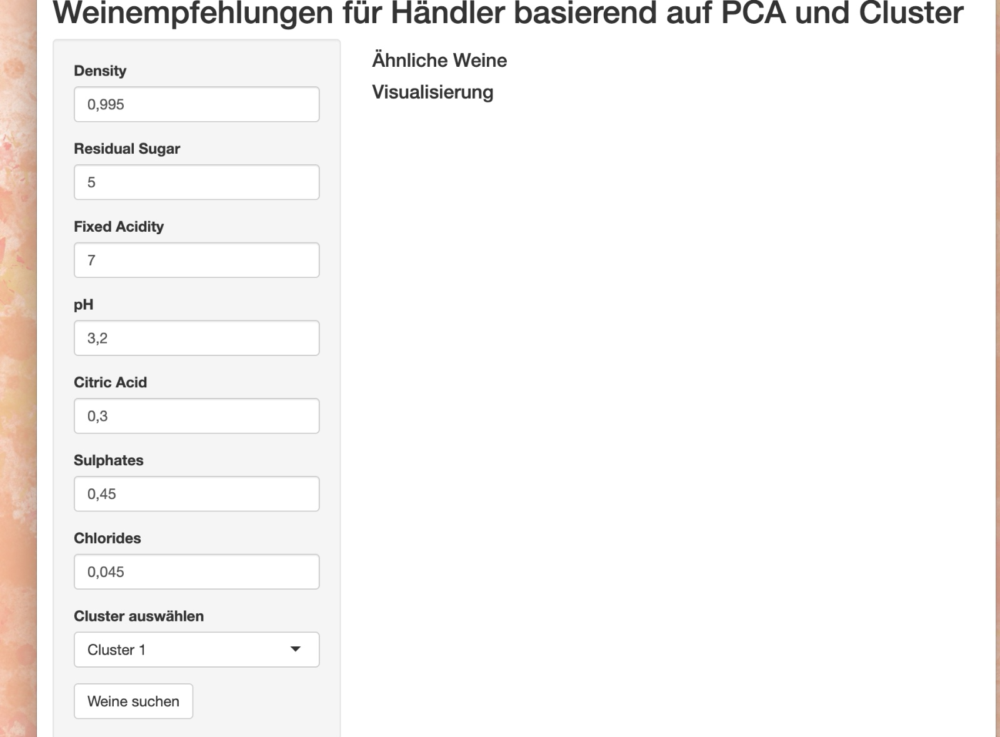 Weinempfehlungen für Händler basierend auf PCA und Cluster
Density
0,995
Residual Sugar
5
Fixed Acidity
7
pH
3,2
Citric Acid
0,3
Sulphates
0,45
Chlorides
0,045
Cluster auswählen
Cluster 1
Weine suchen
Ähnliche Weine
Visualisierung